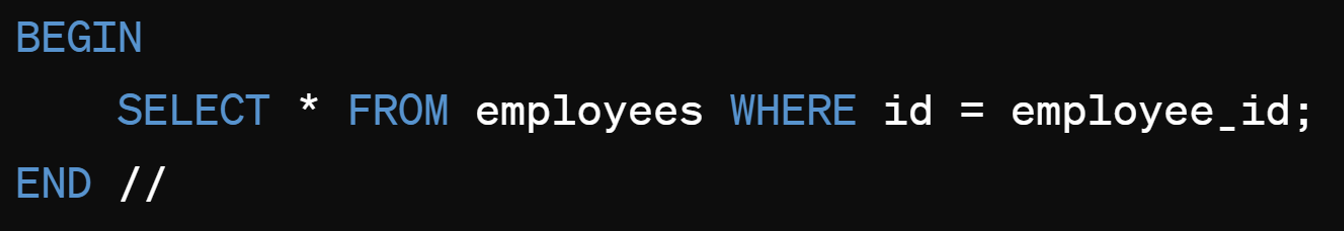 BEGIN
    SELECT * FROM employees WHERE id = employee_id;
END //